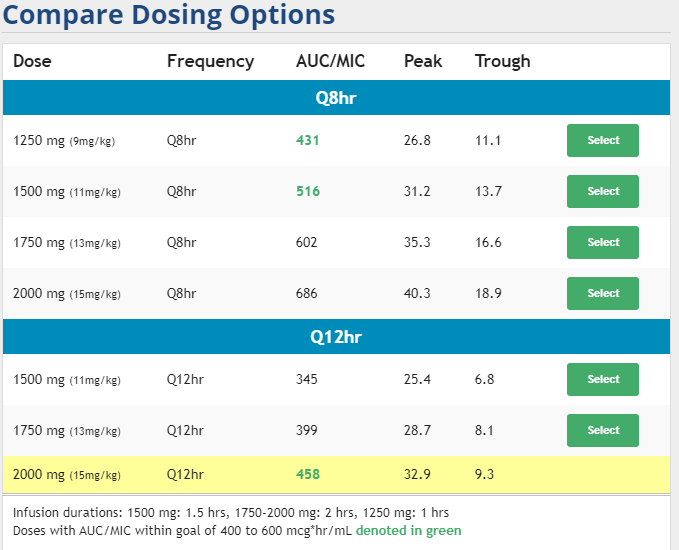 Compare Dosing Options
Dose Frequency AUC/MIC Peak Trough
Q8hr
1250 mg (9mg/kg) Q8hr 431 26.8 11.1 Select
1500 mg (11mg/kg) Q8hr 516 31.2 13.7 Select
1750 mg (13mg/kg) Q8hr 602 35.3 16.6 Select
2000 mg (15mg/kg) Q8hr 686 40.3 18.9 Select
Q12hr
1500 mg (11mg/kg) Q12hr 345 25.4 6.8 Select
1750 mg (13mg/kg) Q12hr 399 28.7 8.1 Select
2000 mg (15mg/kg) Q12hr 458 32.9 9.3
Infusion durations: 1500 mg: 1.5 hrs, 1750-2000 mg: 2 hrs, 1250 mg: 1 hrs
Doses with AUC/MIC within goal of 400 to 600 mcg*hr/mL denoted in green